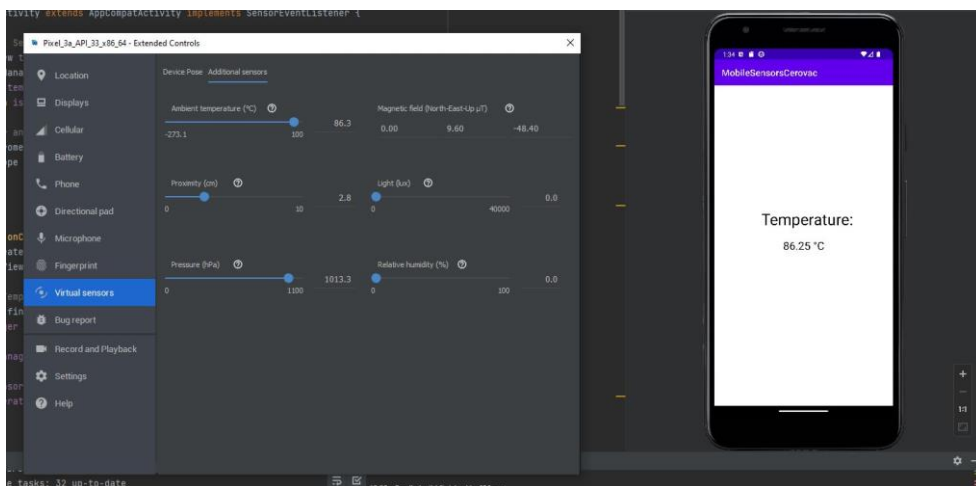 tivity extends AppCompatActivity implements SensorEventListener {
Pixel_3a_API_33_x86_64 - Extended Controls
Location
Displays
Cellular
Battery
Phone
Directional pad
Microphone
Fingerprint
Virtual sensors
Bug report
Record and Playback
Settings
Help
Device Pose Additional sensors
Ambient temperature (°C)
86.3
-273.1 100
Magnetic field (North-East-Up μT)
0.00 9.60 -48.40
Proximity (cm)
2.8
0 10
Light (lux)
0.0
0 40000
Pressure (hPa)
1013.3
0 1100
Relative humidity (%)
0.0
0 100
1:34
MobileSensorsCerovac
Temperature:
86.25 °C
1:1
e tasks: 32 up-to-date